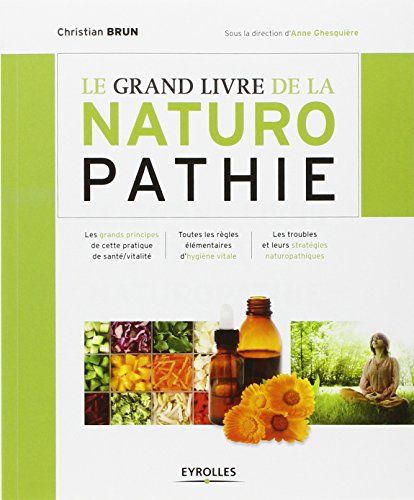 Christian BRUN
Sous la direction d'Anne Ghesquière
LE GRAND LIVRE DE LA
NATURO
PATHIE
Les grands principes
de cette pratique
de santé/vitalité
Toutes les règles
élémentaires
d'hygiène vitale
Les troubles
et leurs stratégies
naturopathiques
EYROLLES